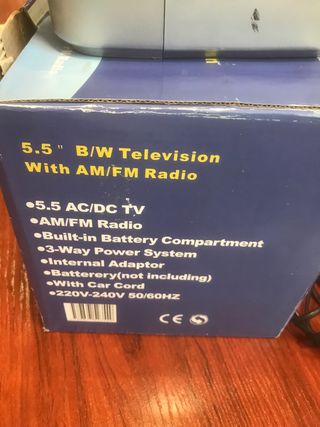 5.5" B/W Television
With AM/FM Radio
●5.5 AC/DC TV
●AM/FM Radio
●Built-in Battery Compartment
●3-Way Power System
●Internal Adaptor
●Batterery(not including)
●With Car Cord
●220V-240V 50/60HZ
CE